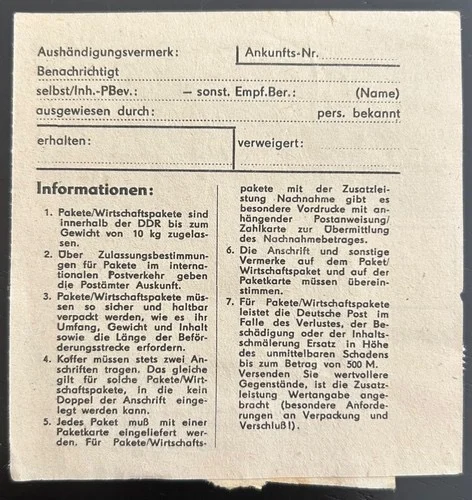 Aushändigungsvermerk: Ankunfts-Nr.
Benachrichtigt
selbst/Inh.-PBev.: — sonst. Empf.Ber.: (Name)
ausgewiesen durch: pers. bekannt
erhalten: verweigert:
Informationen:
1. Pakete/Wirtschaftspakete sind
innerhalb der DDR bis zum
Gewicht von 10 kg zugelas-
sen.
2. Über Zulassungsbestimmun-
gen für Pakete im interna-
tionalen Postverkehr geben
die Postämter Auskunft.
3. Pakete/Wirtschaftspakete müs-
sen so sicher und haltbar
verpackt werden, wie es ihr
Umfang, Gewicht und Inhalt
sowie die Länge der Beför-
derungsstrecke erfordern.
4. Koffer müssen stets zwei An-
schriften tragen. Das gleiche
gilt für solche Pakete/Wirt-
schaftspakete, in die kein
Doppel der Anschrift einge-
legt werden kann.
5. Jedes Paket muß mit einer
Paketkarte eingeliefert wer-
den. Für Pakete/Wirtschafts-
pakete mit der Zusatzlei-
stung Nachnahme gibt es
besondere Vordrucke mit an-
hängender Postanweisung/
Zahlkarte zur Übermittlung
des Nachnahmebetrages.
6. Die Anschrift und sonstige
Vermerke auf dem Paket/
Wirtschaftspaket und auf der
Paketkarte müssen überein-
stimmen.
7. Für Pakete/Wirtschaftspakete
leistet die Deutsche Post im
Falle des Verlustes, der Be-
schädigung oder der Inhalts-
schmälerung Ersatz in Höhe
des unmittelbaren Schadens
bis zum Betrag von 500 M.
Versenden Sie wertvollere
Gegenstände, ist die Zusatz-
leistung Wertangabe ange-
bracht (besondere Anforde-
rungen an Verpackung und
Verschluß!).